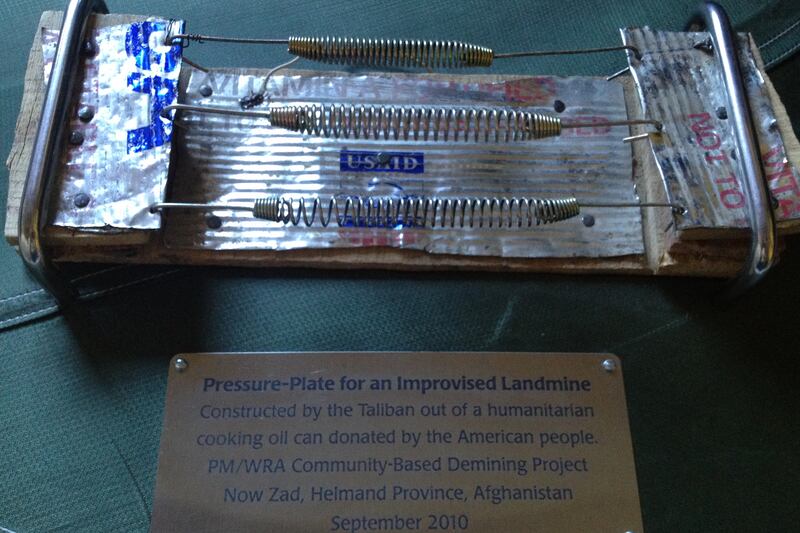 VITAMIN A
USAID
NOT TO
Pressure-Plate for an Improvised Landmine
Constructed by the Taliban out of a humanitarian
cooking oil can donated by the American people.
PM/WRA Community-Based Demining Project
Now Zad, Helmand Province, Afghanistan
September 2010